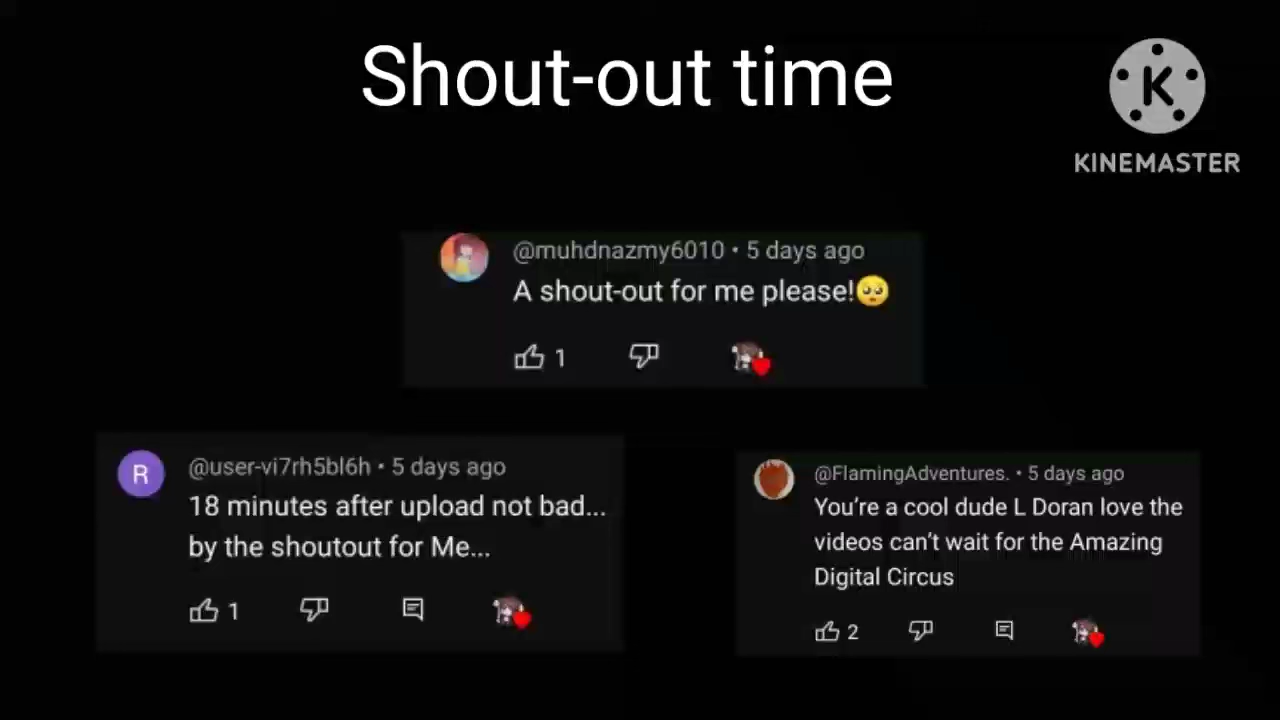 Shout-out time
K
KINEMASTER
@muhdnazmy6010 • 5 days ago
A shout-out for me please!🥺
1
R
@user-vi7rh5bl6h • 5 days ago
18 minutes after upload not bad...
by the shoutout for Me...
1
@FlamingAdventures. • 5 days ago
You're a cool dude L Doran love the
videos can't wait for the Amazing
Digital Circus
2